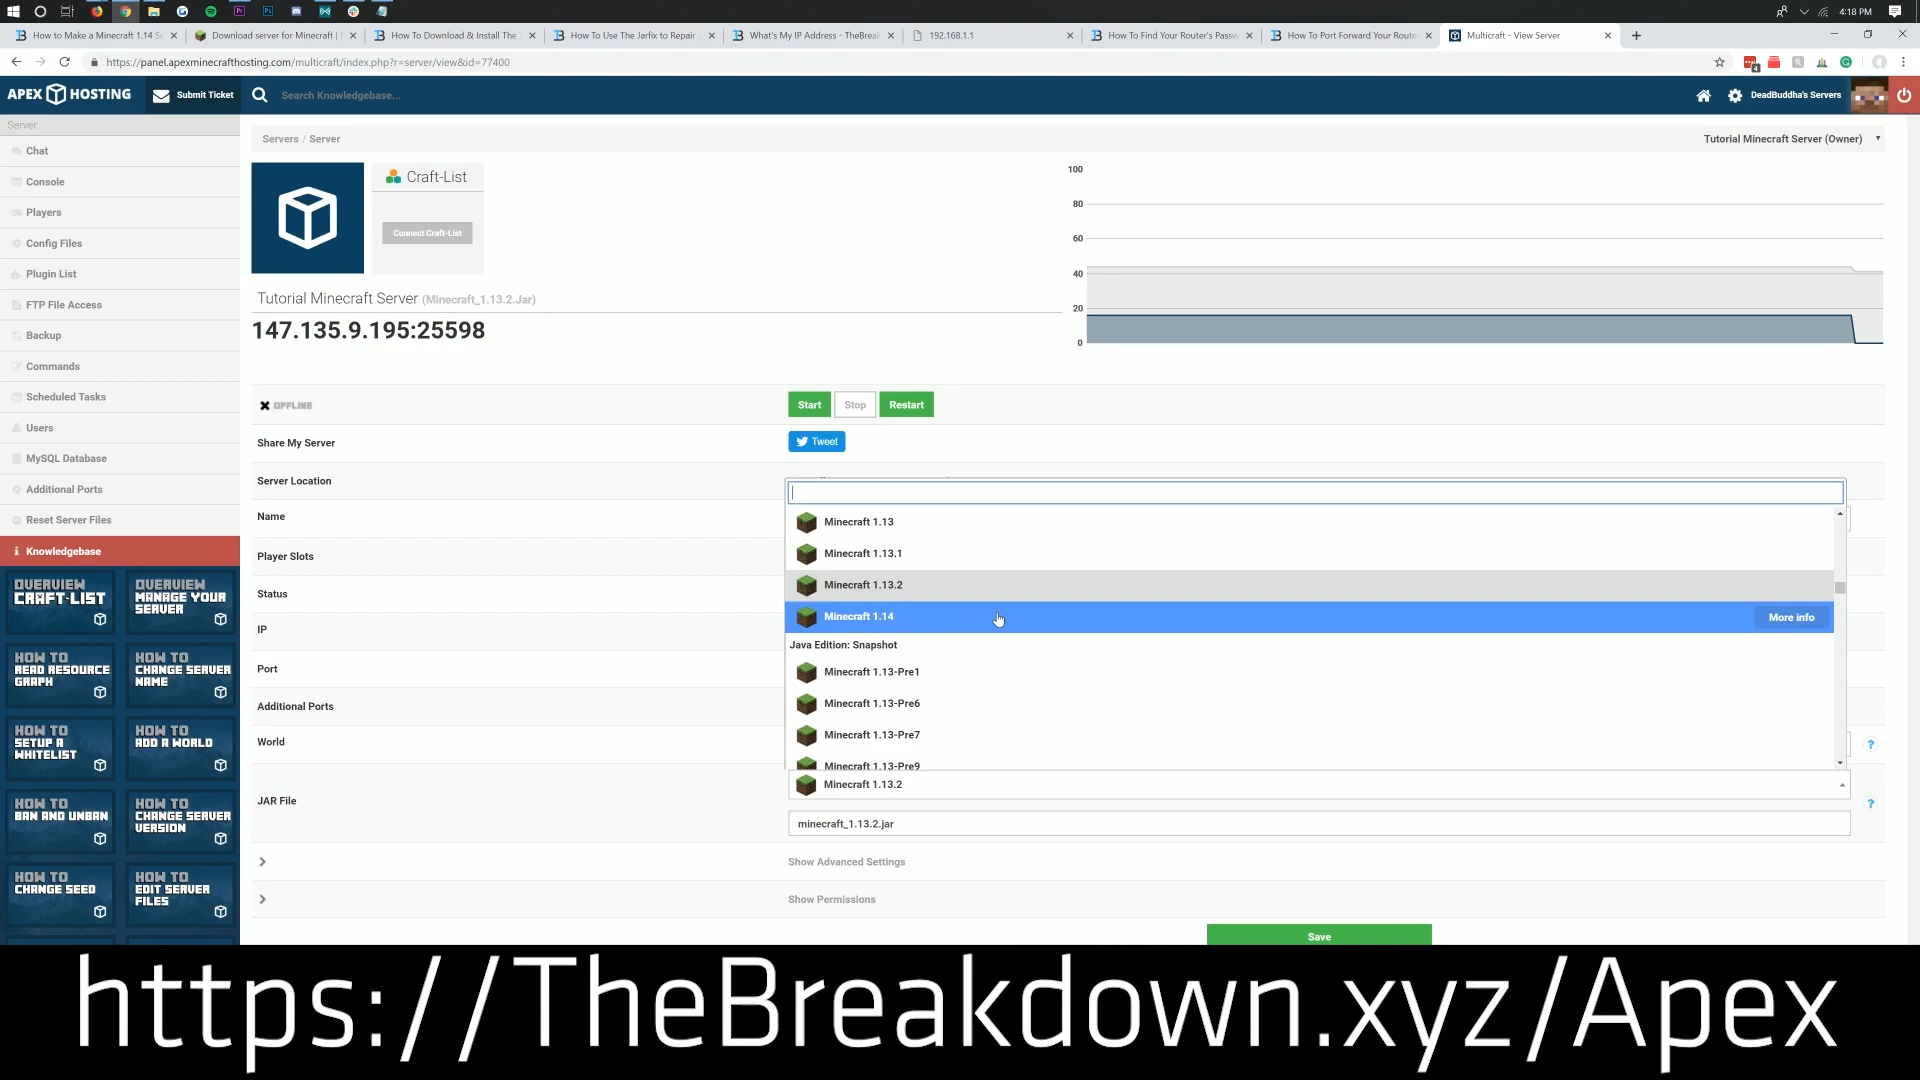 4:18 PM
How to Make a Minecraft 1.14 Se
Download server for Minecraft |
How To Download & Install The J
How To Use The Jarfix to Repair
What's My IP Address - TheBreak
192.168.1.1
How To Find Your Router's Passw
How To Port Forward Your Route
Multicraft - View Server
https://panel.apexminecrafthosting.com/multicraft/index.php?r=server/view&id=77400
4
APEX HOSTING
Submit Ticket
Search Knowledgebase...
DeadBuddha's Servers
Server
Chat
Console
Players
Config Files
Plugin List
FTP File Access
Backup
Commands
Scheduled Tasks
Users
MySQL Database
Additional Ports
Reset Server Files
Knowledgebase
OVERVIEW
CRAFT-LIST
OVERVIEW
MANAGE YOUR
SERVER
HOW TO
READ RESOURCE
GRAPH
HOW TO
CHANGE SERVER
NAME
HOW TO
SETUP A
WHITELIST
HOW TO
ADD A WORLD
HOW TO
BAN AND UNBAN
HOW TO
CHANGE SERVER
VERSION
HOW TO
CHANGE SEED
HOW TO
EDIT SERVER
FILES
Servers / Server
Tutorial Minecraft Server (Owner)
Craft-List
Connect Craft-List
100
80
60
40
20
0
Tutorial Minecraft Server (Minecraft_1.13.2.Jar)
147.135.9.195:25598
OFFLINE
Start
Stop
Restart
Share My Server
Tweet
Server Location
Name
Player Slots
Status
IP
Port
Additional Ports
World
JAR File
Minecraft 1.13
Minecraft 1.13.1
Minecraft 1.13.2
Minecraft 1.14
More info
Java Edition: Snapshot
Minecraft 1.13-Pre1
Minecraft 1.13-Pre6
Minecraft 1.13-Pre7
Minecraft 1.13-Pre9
?
Minecraft 1.13.2
?
minecraft_1.13.2.jar
Show Advanced Settings
Show Permissions
Save
https://TheBreakdown.xyz/Apex